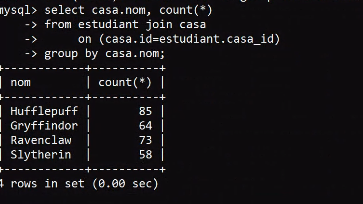 mysql> select casa.nom, count(*)
    -> from estudiant join casa
    ->      on (casa.id=estudiant.casa_id)
    -> group by casa.nom;
+------------+----------+
| nom        | count(*) |
+------------+----------+
| Hufflepuff |       85 |
| Gryffindor |       64 |
| Ravenclaw  |       73 |
| Slytherin  |       58 |
+------------+----------+
4 rows in set (0.00 sec)